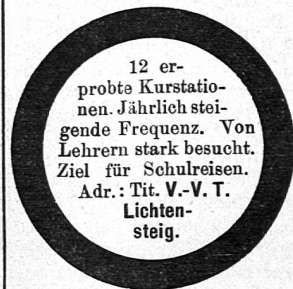 12 er-
probte Kurstatio-
nen. Jährlich stei-
gende Frequenz. Von
Lehrern stark besucht.
Ziel für Schulreisen.
Adr.: Tit. V.-V. T.
Lichten-
steig.